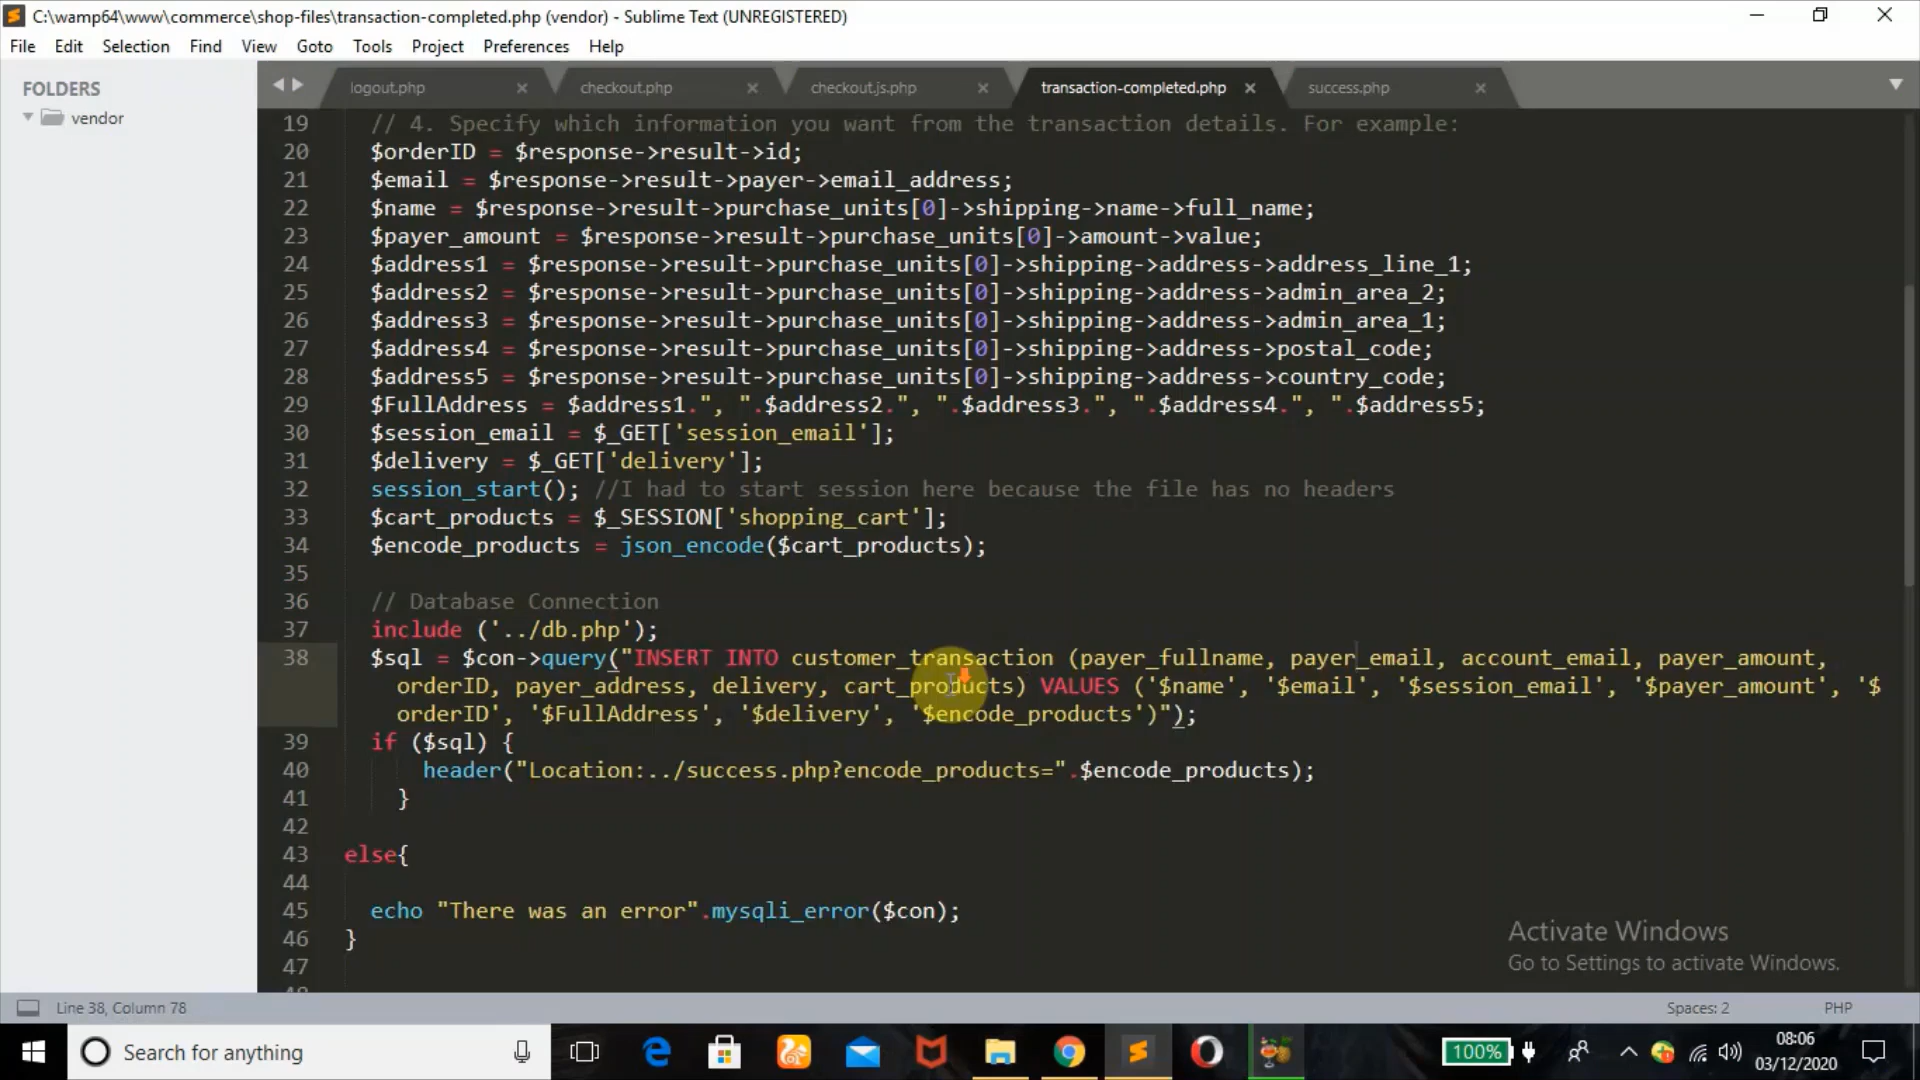 C:\wamp64\www\commerce\shop-files\transaction-completed.php (vendor) - Sublime Text (UNREGISTERED)
File Edit Selection Find View Goto Tools Project Preferences Help
FOLDERS
vendor
logout.php checkout.php checkout.js.php transaction-completed.php success.php
19 // 4. Specify which information you want from the transaction details. For example:
20 $orderID = $response->result->id;
21 $email = $response->result->payer->email_address;
22 $name = $response->result->purchase_units[0]->shipping->name->full_name;
23 $payer_amount = $response->result->purchase_units[0]->amount->value;
24 $address1 = $response->result->purchase_units[0]->shipping->address->address_line_1;
25 $address2 = $response->result->purchase_units[0]->shipping->address->admin_area_2;
26 $address3 = $response->result->purchase_units[0]->shipping->address->admin_area_1;
27 $address4 = $response->result->purchase_units[0]->shipping->address->postal_code;
28 $address5 = $response->result->purchase_units[0]->shipping->address->country_code;
29 $FullAddress = $address1.", ".$address2.", ".$address3.", ".$address4.", ".$address5;
30 $session_email = $_GET['session_email'];
31 $delivery = $_GET['delivery'];
32 session_start(); //I had to start session here because the file has no headers
33 $cart_products = $_SESSION['shopping_cart'];
34 $encode_products = json_encode($cart_products);
35
36 // Database Connection
37 include ('../db.php');
38 $sql = $con->query("INSERT INTO customer_transaction (payer_fullname, payer_email, account_email, payer_amount,
orderID, payer_address, delivery, cart_products) VALUES ('$name', '$email', '$session_email', '$payer_amount', '$
orderID', '$FullAddress', '$delivery', '$encode_products')");
39 if ($sql) {
40 header("Location:../success.php?encode_products=".$encode_products);
41 }
42
43 else{
44
45 echo "There was an error".mysqli_error($con);
46 }
47
Activate Windows
Go to Settings to activate Windows.
Line 38, Column 78 Spaces: 2 PHP
Search for anything
100%
08:06
03/12/2020